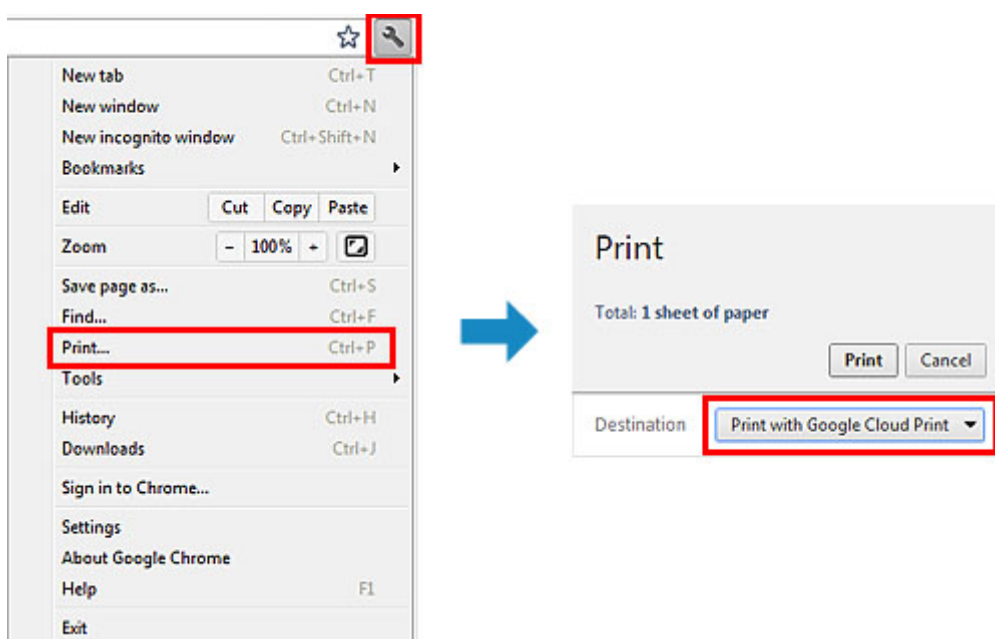 New tab Ctrl+T
New window Ctrl+N
New incognito window Ctrl+Shift+N
Bookmarks
Edit Cut Copy Paste
Zoom - 100% +
Save page as... Ctrl+S
Find... Ctrl+F
Print... Ctrl+P
Tools
History Ctrl+H
Downloads Ctrl+J
Sign in to Chrome...
Settings
About Google Chrome
Help F1
Exit
Print
Total: 1 sheet of paper
Print Cancel
Destination Print with Google Cloud Print